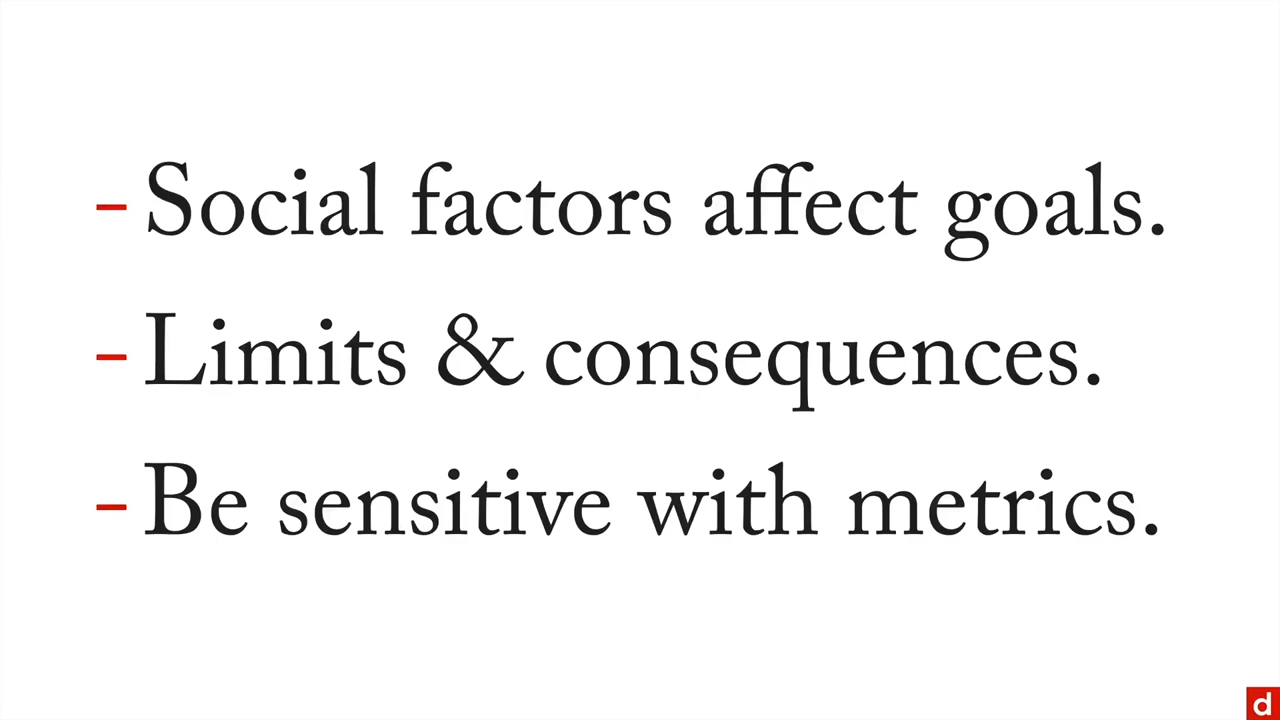 - Social factors affect goals.
- Limits & consequences.
- Be sensitive with metrics.
d